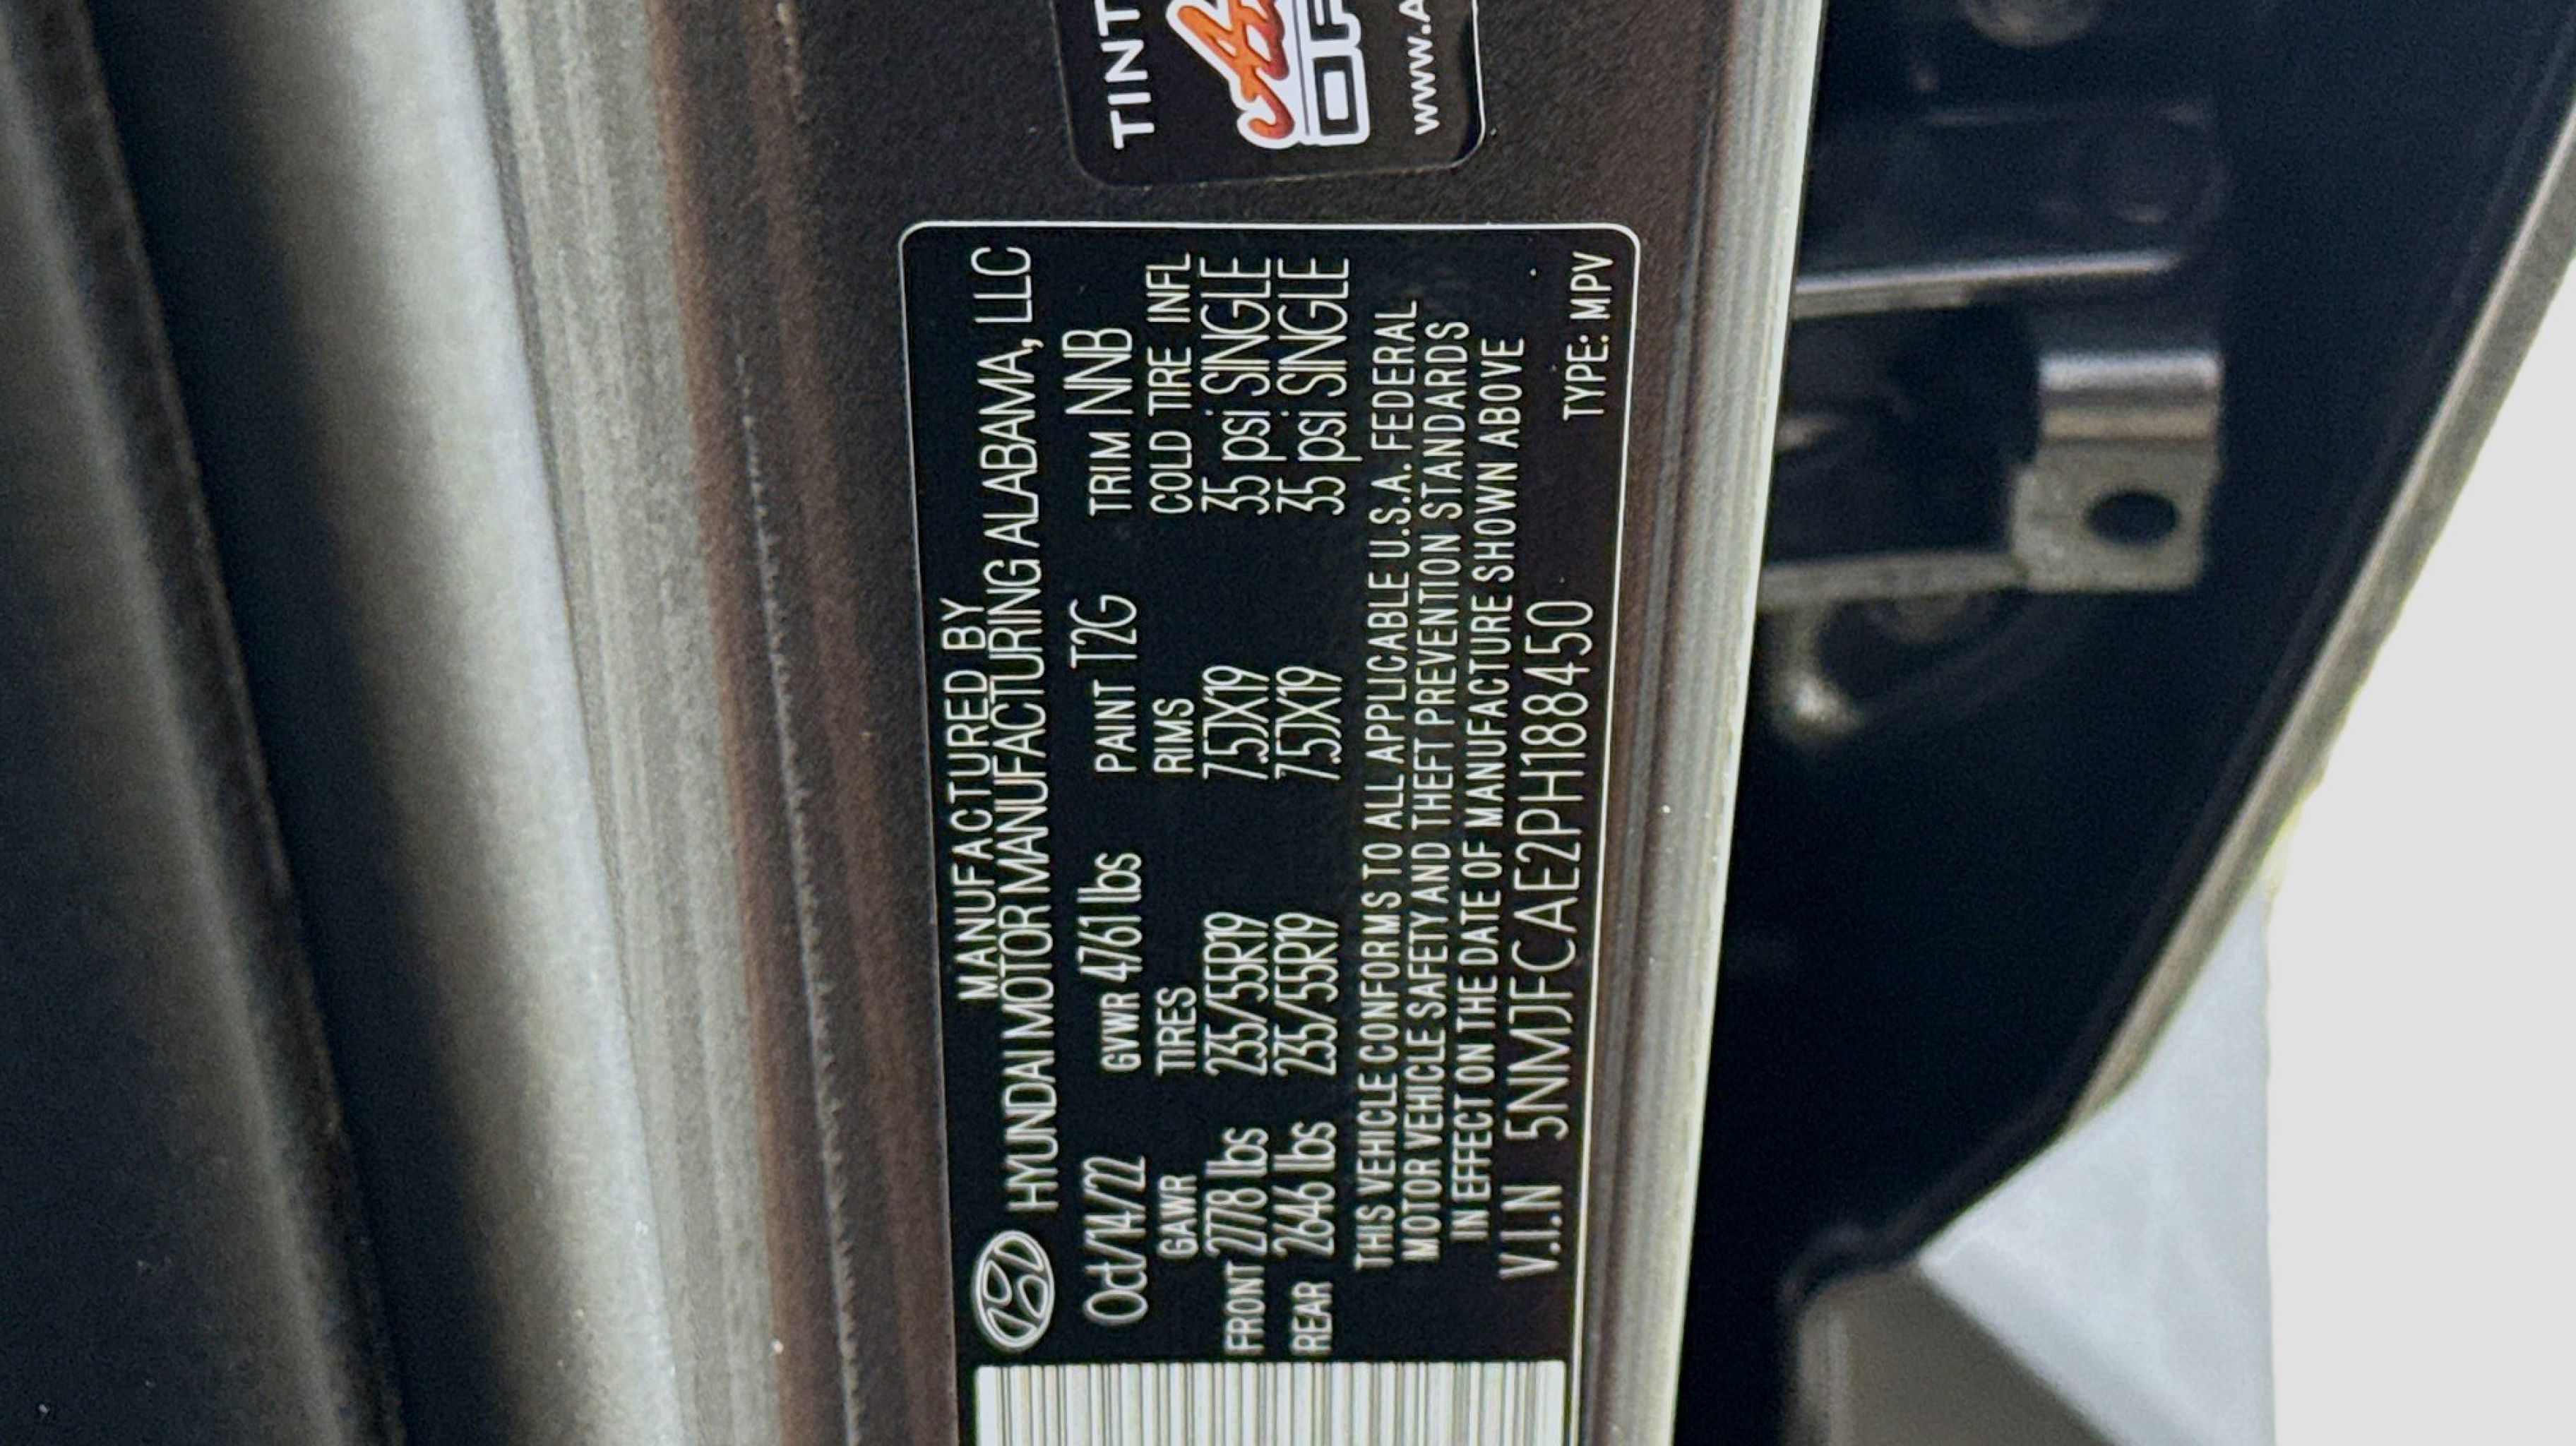 MANUFACTURED BY
HYUNDAI MOTOR MANUFACTURING ALABAMA, LLC
Oct/14/22 GVWR 4761 lbs PAINT T2G TRIM NNB
GAWR TIRES RIMS COLD TIRE INFL
FRONT 2778 lbs 235/55R19 7.5JX19 35 psi SINGLE
REAR 2646 lbs 235/55R19 7.5JX19 35 psi SINGLE
THIS VEHICLE CONFORMS TO ALL APPLICABLE U.S.A. FEDERAL
MOTOR VEHICLE SAFETY AND THEFT PREVENTION STANDARDS
IN EFFECT ON THE DATE OF MANUFACTURE SHOWN ABOVE
V.I.N 5NMJFCAE2PH188450
TYPE: MPV
TINT
www.A